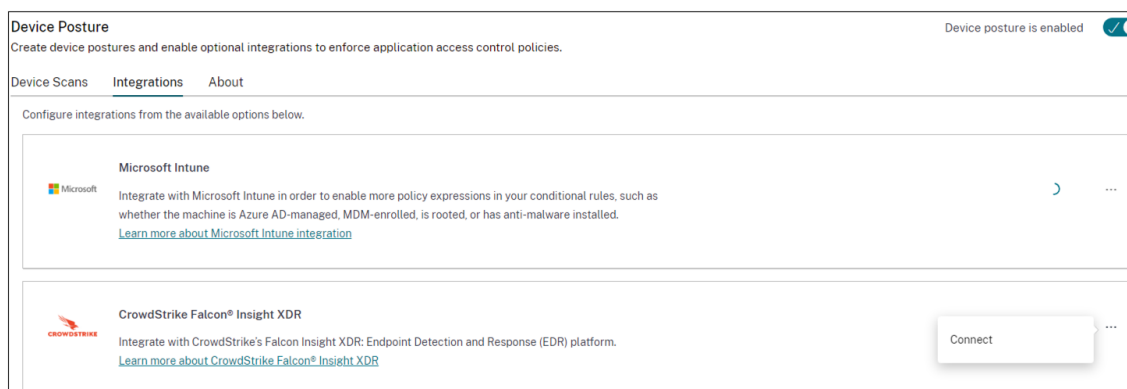 Device Posture
Device posture is enabled
Create device postures and enable optional integrations to enforce application access control policies.
Device Scans Integrations About
Configure integrations from the available options below.
Microsoft Intune
Microsoft
Integrate with Microsoft Intune in order to enable more policy expressions in your conditional rules, such as
whether the machine is Azure AD-managed, MDM-enrolled, is rooted, or has anti-malware installed.
...
Learn more about Microsoft Intune integration
CrowdStrike Falcon® Insight XDR
CROWDSTRIKE
...
Connect
Integrate with CrowdStrike's Falcon Insight XDR: Endpoint Detection and Response (EDR) platform.
Learn more about CrowdStrike Falcon® Insight XDR